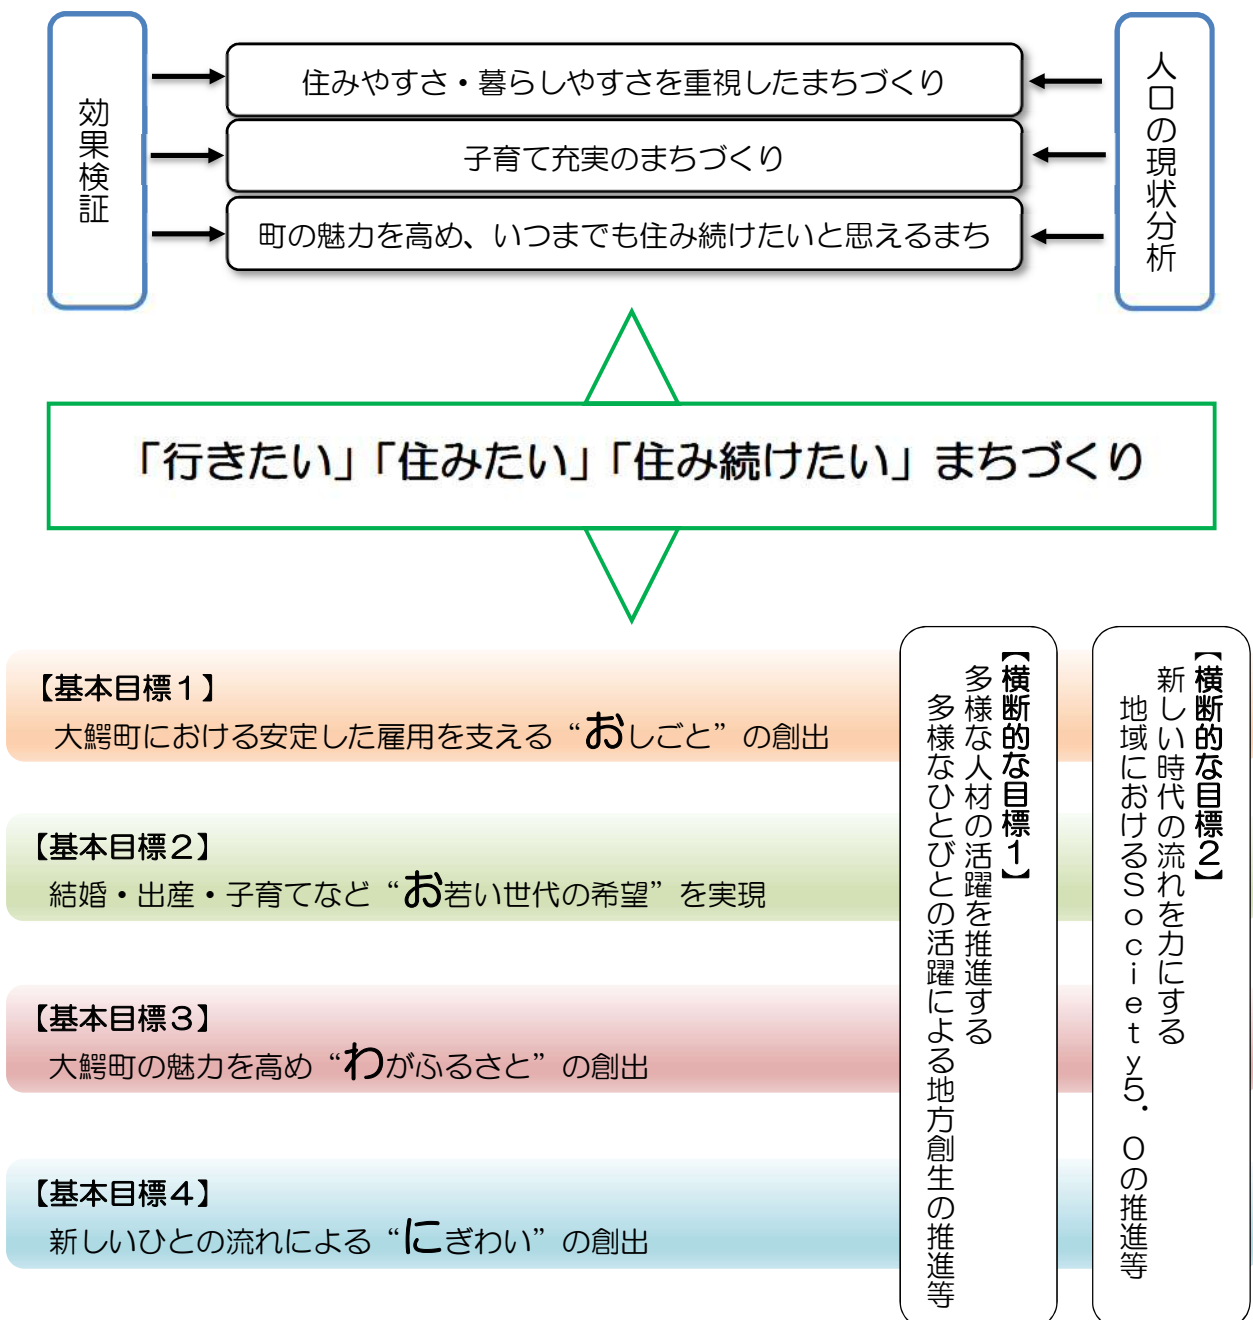 効果検証
住みやすさ・暮らしやすさを重視したまちづくり
子育て充実のまちづくり
町の魅力を高め、いつまでも住み続けたいと思えるまち
人口の現状分析
「行きたい」「住みたい」「住み続けたい」まちづくり
【基本目標１】
大鰐町における安定した雇用を支える“おしごと”の創出
【基本目標２】
結婚・出産・子育てなど“お若い世代の希望”を実現
【基本目標３】
大鰐町の魅力を高め“わがふるさと”の創出
【基本目標４】
新しいひとの流れによる“にぎわい”の創出
【横断的な目標１】
多様な人材の活躍を推進する
多様なひとびとの活躍による地方創生の推進等
【横断的な目標２】
新しい時代の流れを力にする
地域におけるＳｏｃｉｅｔｙ５．０の推進等